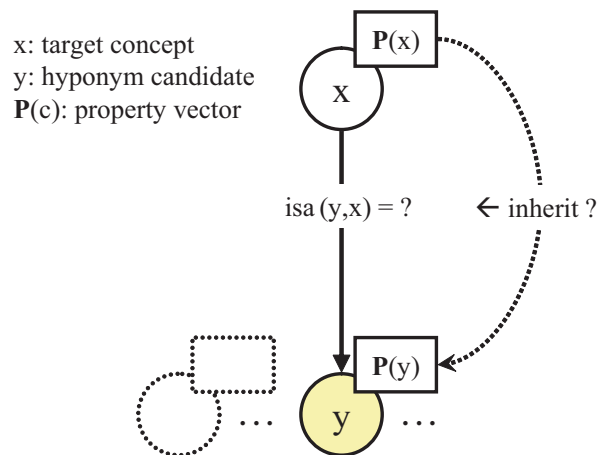 x: target concept
y: hyponym candidate
P(c): property vector
P(x)
x
isa (y,x) = ?
← inherit ?
P(y)
... y ...